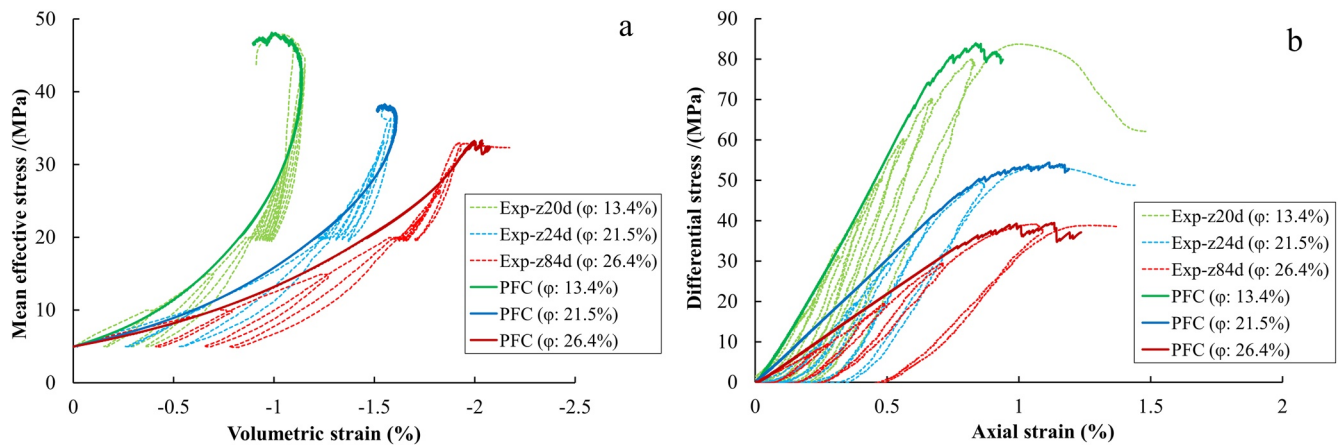 a
Mean effective stress /(MPa)
50
40
30
20
10
0
0
-0.5
-1
-1.5
-2
-2.5
Volumetric strain (%)
Exp-z20d (φ: 13.4%)
Exp-z24d (φ: 21.5%)
Exp-z84d (φ: 26.4%)
PFC (φ: 13.4%)
PFC (φ: 21.5%)
PFC (φ: 26.4%)
b
Differential stress /(MPa)
90
80
70
60
50
40
30
20
10
0
0
0.5
1
1.5
2
Axial strain (%)
Exp-z20d (φ: 13.4%)
Exp-z24d (φ: 21.5%)
Exp-z84d (φ: 26.4%)
PFC (φ: 13.4%)
PFC (φ: 21.5%)
PFC (φ: 26.4%)